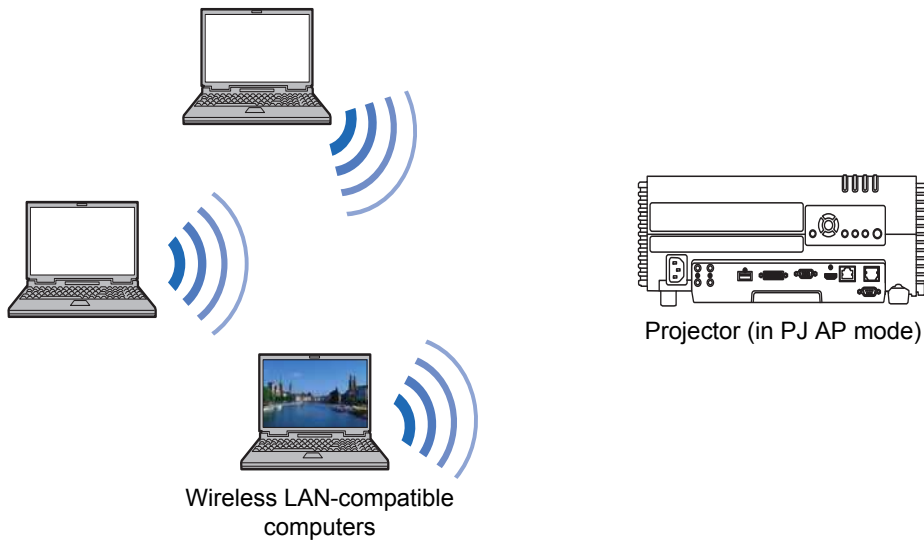 Projector (in PJ AP mode)
Wireless LAN-compatible
computers